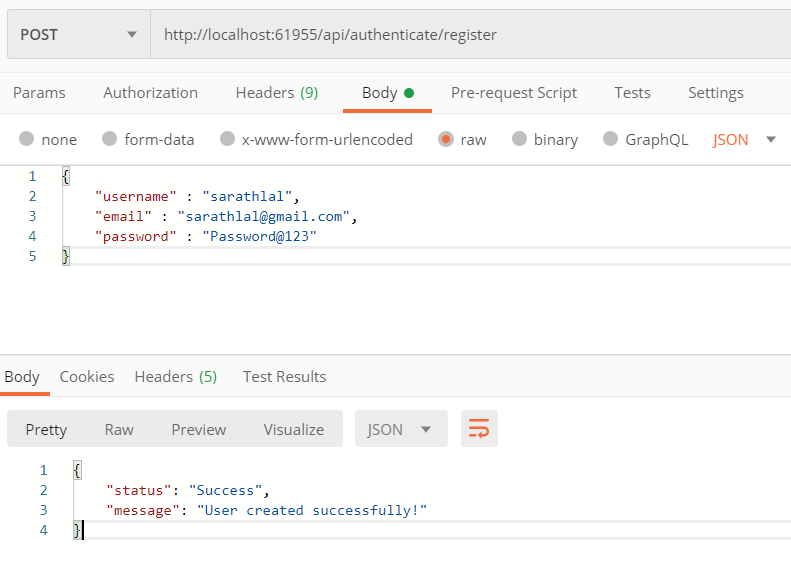 POST http://localhost:61955/api/authenticate/register
Params Authorization Headers (9) Body Pre-request Script Tests Settings
none form-data x-www-form-urlencoded raw binary GraphQL JSON
1 {
2 "username" : "sarathlal",
3 "email" : "sarathlal@gmail.com",
4 "password" : "Password@123"
5 }
Body Cookies Headers (5) Test Results
Pretty Raw Preview Visualize JSON
1 {
2 "status": "Success",
3 "message": "User created successfully!"
4 }